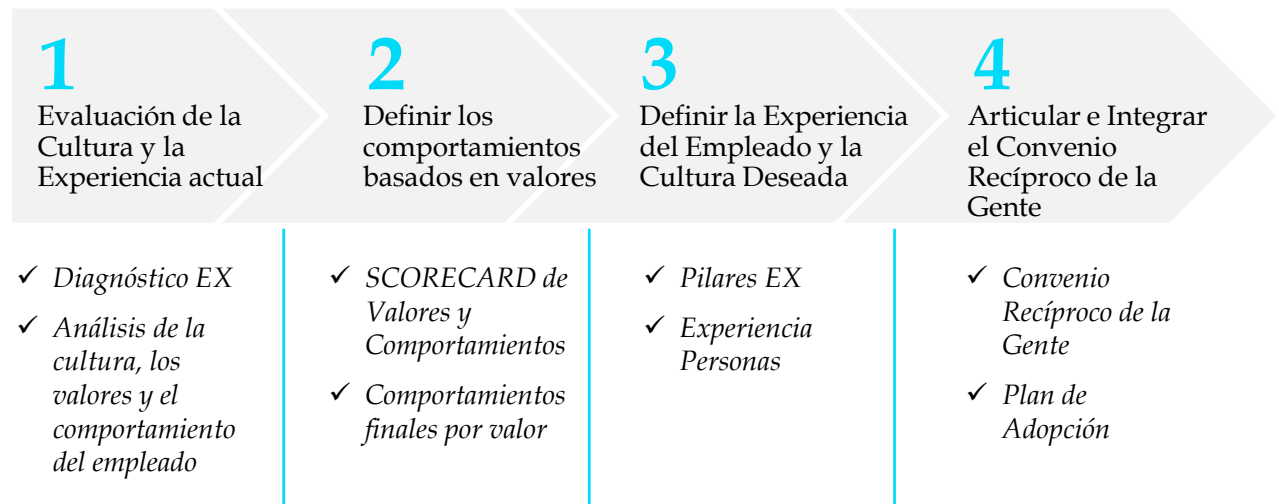 1
Evaluación de la
Cultura y la
Experiencia actual
2
Definir los
comportamientos
basados en valores
3
Definir la Experiencia
del Empleado y la
Cultura Deseada
4
Articular e Integrar
el Convenio
Recíproco de la
Gente
✓ Diagnóstico EX
✓ Análisis de la
cultura, los
valores y el
comportamiento
del empleado
✓ SCORECARD de
Valores y
Comportamientos
✓ Comportamientos
finales por valor
✓ Pilares EX
✓ Experiencia
Personas
✓ Convenio
Recíproco de la
Gente
✓ Plan de
Adopción